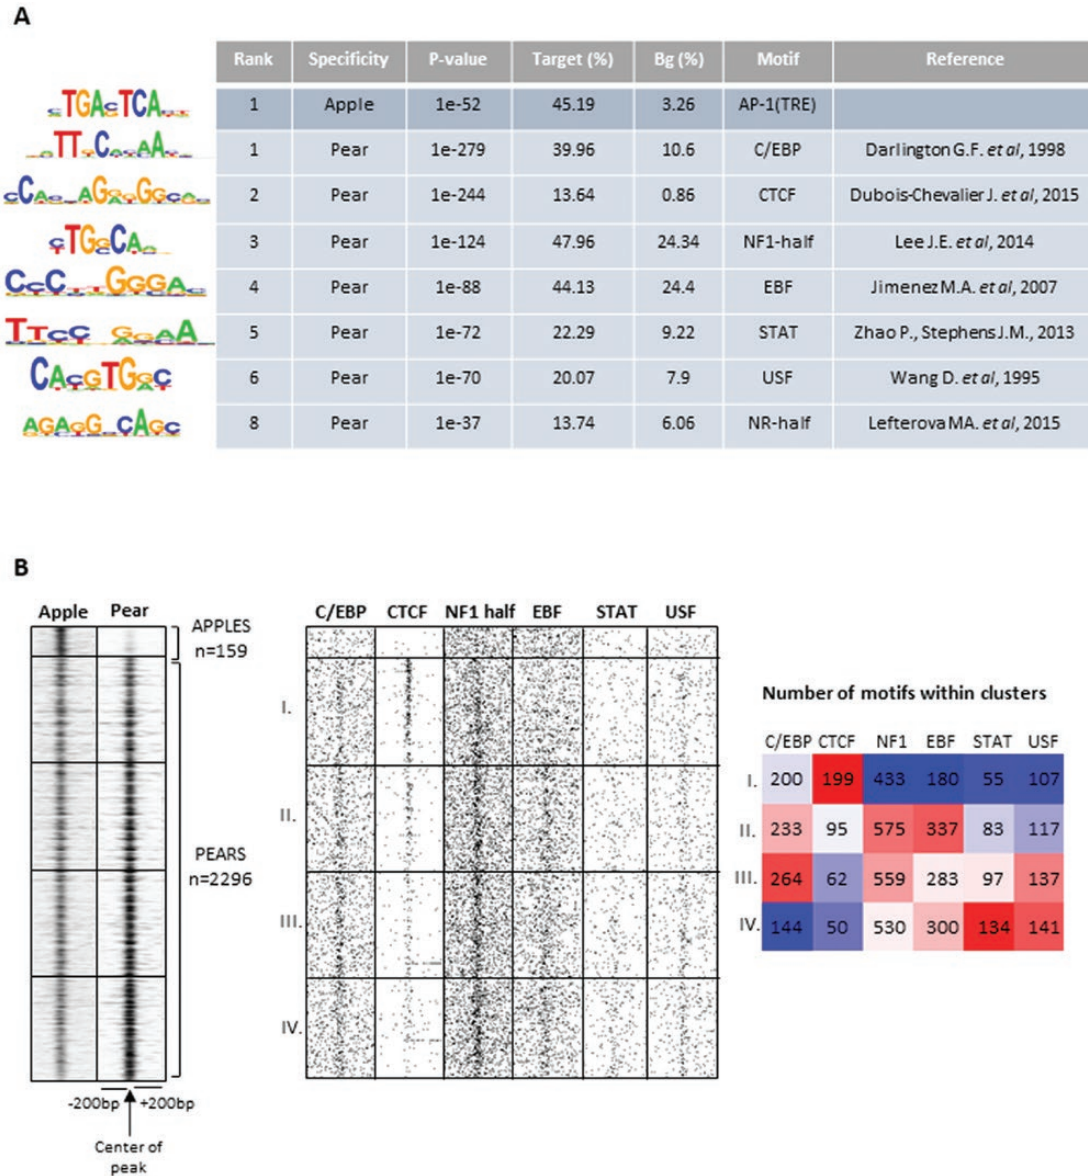 A
Rank Specificity P-value Target (%) Bg (%) Motif Reference
1 Apple 1e-52 45.19 3.26 AP-1(TRE)
1 Pear 1e-279 39.96 10.6 C/EBP Darlington G.F. et al, 1998
2 Pear 1e-244 13.64 0.86 CTCF Dubois-Chevalier J. et al, 2015
3 Pear 1e-124 47.96 24.34 NF1-half Lee J.E. et al, 2014
4 Pear 1e-88 44.13 24.4 EBF Jimenez M.A. et al, 2007
5 Pear 1e-72 22.29 9.22 STAT Zhao P., Stephens J.M., 2013
6 Pear 1e-70 20.07 7.9 USF Wang D. et al, 1995
8 Pear 1e-37 13.74 6.06 NR-half Lefterova MA. et al, 2015
B
Apple Pear
APPLES
n=159
PEARS
n=2296
-200bp +200bp
Center of
peak
C/EBP CTCF NF1 half EBF STAT USF
I.
II.
III.
IV.
Number of motifs within clusters
C/EBP CTCF NF1 EBF STAT USF
I. 200 199 433 180 55 107
II. 233 95 575 337 83 117
III. 264 62 559 283 97 137
IV. 144 50 530 300 134 141